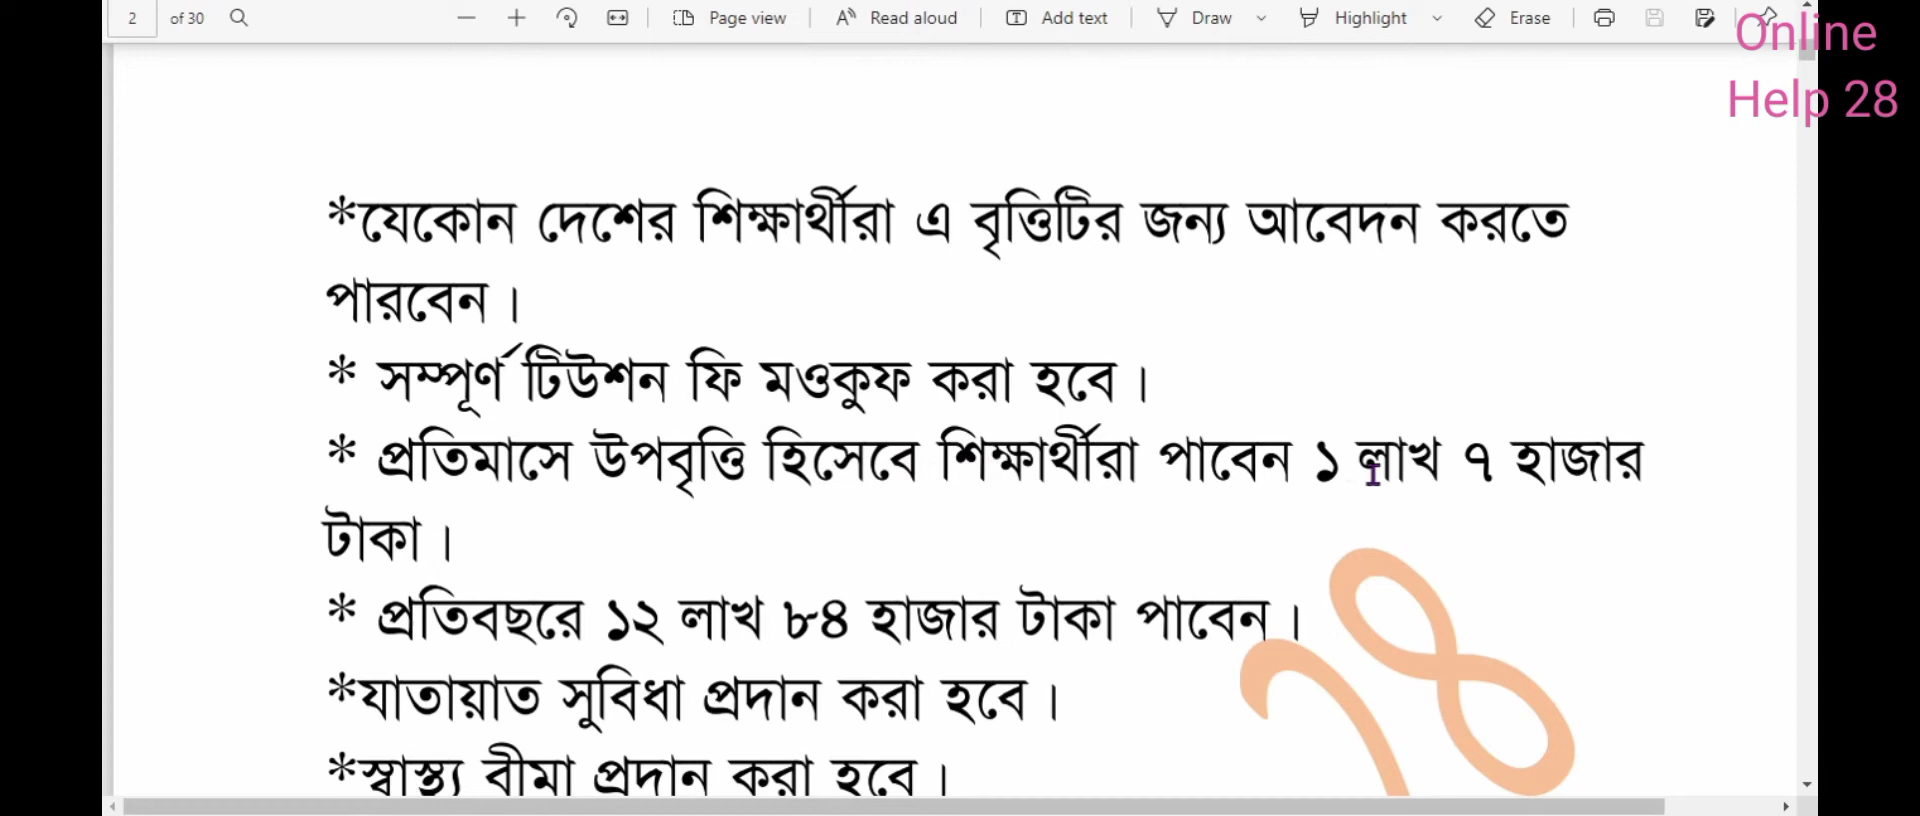 2 of 30 Page view Read aloud Add text Draw Highlight Erase
Online
Help 28
*যেকোন দেশের শিক্ষার্থীরা এ বৃত্তিটির জন্য আবেদন করতে
পারবেন।
* সম্পূর্ণ টিউশন ফি মওকুফ করা হবে।
* প্রতিমাসে উপবৃত্তি হিসেবে শিক্ষার্থীরা পাবেন ১ লাখ ৭ হাজার
টাকা।
* প্রতিবছরে ১২ লাখ ৮৪ হাজার টাকা পাবেন।
*যাতায়াত সুবিধা প্রদান করা হবে।
*স্বাস্থ্য বীমা প্রদান করা হবে।
28